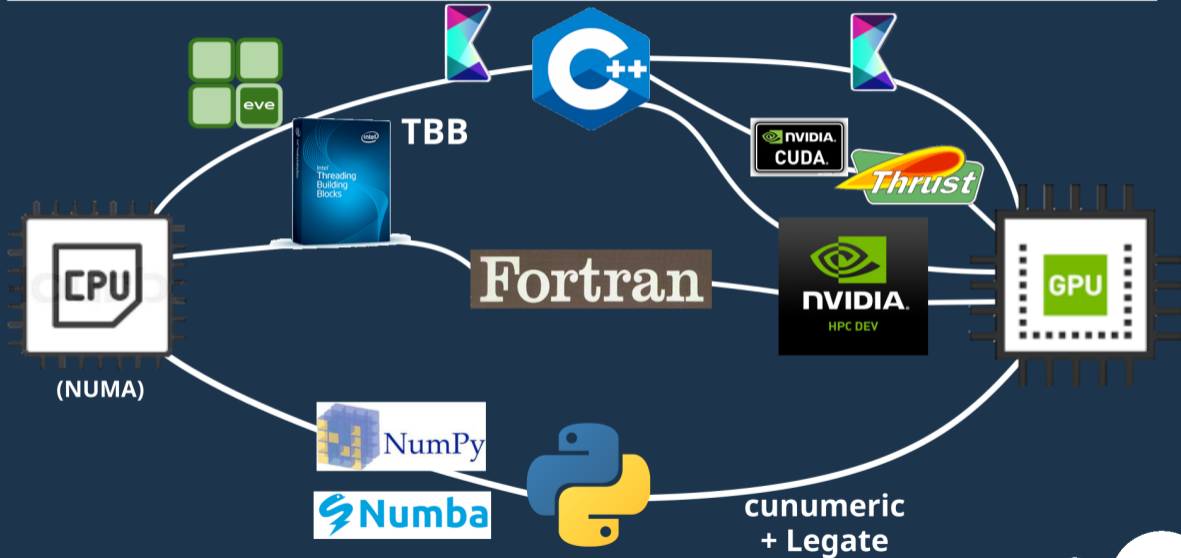 eve
TBB
intel
Intel
Threading
Building
Blocks
C++
NVIDIA.
CUDA.
Thrust
CPU
(NUMA)
Fortran
NVIDIA.
HPC DEV
GPU
NumPy
Numba
cunumeric
+ Legate